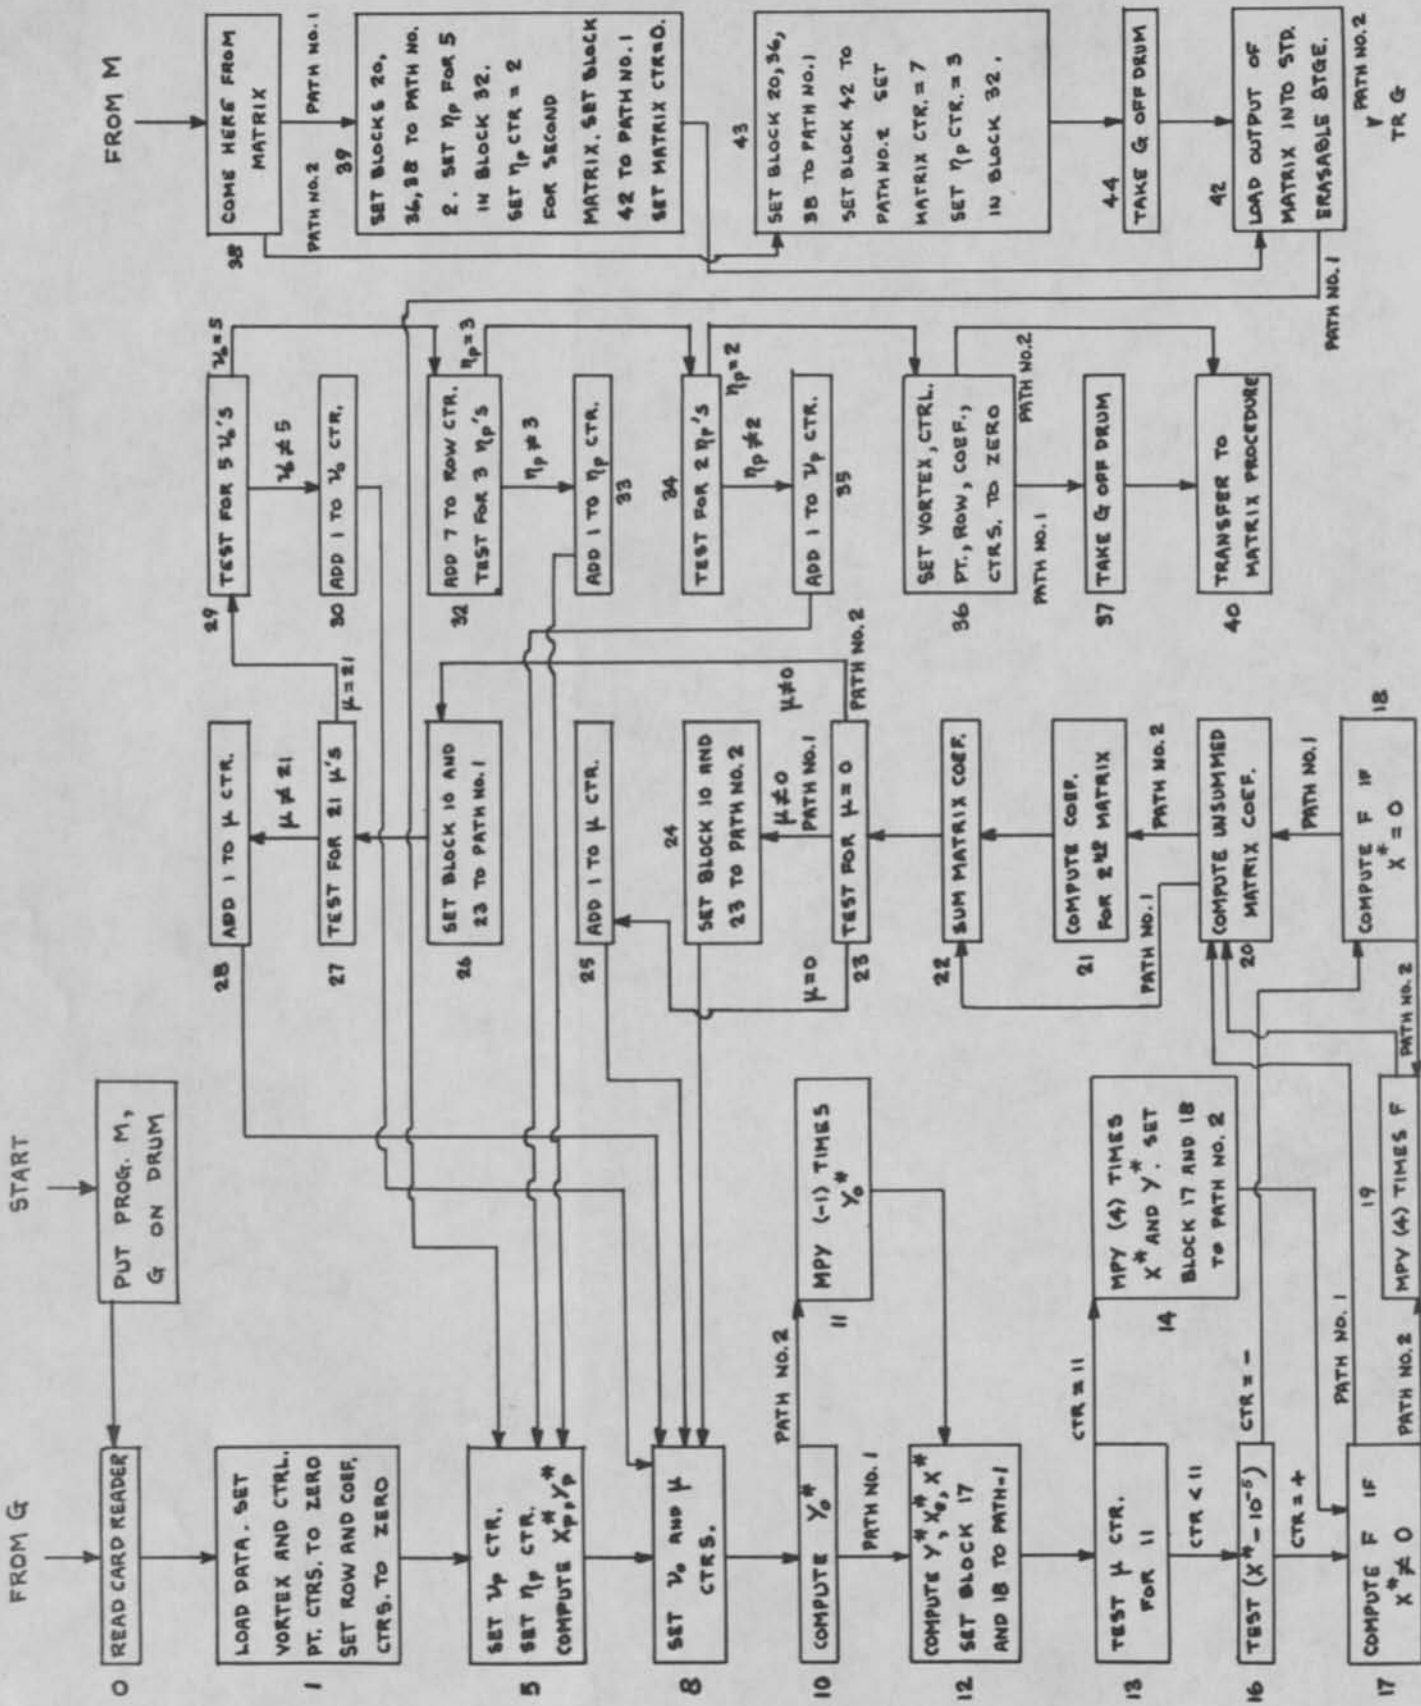 FROM G
START
FROM M
0
READ CARD READER
PUT PROG. M,
G ON DRUM
1
LOAD DATA. SET
VORTEX AND CTRL.
PT. CTRS. TO ZERO
SET ROW AND COEF.
CTRS. TO ZERO
5
SET ν_p CTR.
SET η_p CTR.
COMPUTE X_p*, Y_p*
8
SET ν_o AND μ
CTRS.
10
COMPUTE Y_o*
PATH NO. 2
PATH NO. 1
11
MPY (-1) TIMES
Y_o*
12
COMPUTE Y*, X_o*, X*
SET BLOCK 17
AND 18 TO PATH-1
13
TEST μ CTR.
FOR 11
CTR = 11
CTR < 11
14
MPY (4) TIMES
X* AND Y*. SET
BLOCK 17 AND 18
TO PATH NO. 2
16
TEST (X* - 10⁻⁵)
CTR = -
CTR = +
17
COMPUTE F IF
X* ≠ 0
PATH NO. 1
PATH NO. 2
19
MPY (4) TIMES F
PATH NO. 2
18
COMPUTE F IF
X* = 0
PATH NO. 1
20
COMPUTE UNSUMMED
MATRIX COEF.
PATH NO. 1
PATH NO. 2
21
COMPUTE COEF.
FOR 2ND MATRIX
22
SUM MATRIX COEF.
23
TEST FOR μ = 0
μ=0
μ≠0
PATH NO. 1
μ≠0
PATH NO. 2
24
SET BLOCK 10 AND
23 TO PATH NO. 2
25
ADD 1 TO μ CTR.
26
SET BLOCK 10 AND
23 TO PATH NO. 1
27
TEST FOR 21 μ'S
μ ≠ 21
μ = 21
28
ADD 1 TO μ CTR.
29
TEST FOR 5 ν_o'S
ν_o = 5
ν_o ≠ 5
30
ADD 1 TO ν_o CTR.
32
ADD 7 TO ROW CTR.
TEST FOR 3 η_p'S
η_p = 3
η_p ≠ 3
ADD 1 TO η_p CTR.
33
34
TEST FOR 2 η_p'S
η_p = 2
η_p ≠ 2
ADD 1 TO ν_p CTR.
35
36
SET VORTEX, CTRL.
PT., ROW, COEF.,
CTRS. TO ZERO
PATH NO. 1
PATH NO. 2
37
TAKE G OFF DRUM
40
TRANSFER TO
MATRIX PROCEDURE
38
COME HERE FROM
MATRIX
PATH NO. 2
PATH NO. 1
39
SET BLOCKS 20,
36, 38 TO PATH NO.
2. SET η_p FOR 5
IN BLOCK 32.
SET η_p CTR = 2
FOR SECOND
MATRIX. SET BLOCK
42 TO PATH NO. 1
SET MATRIX CTR=0.
43
SET BLOCK 20, 36,
38 TO PATH NO. 1
SET BLOCK 42 TO
PATH NO. 2 SET
MATRIX CTR. = 7
SET η_p CTR. = 3
IN BLOCK 32.
44
TAKE G OFF DRUM
42
LOAD OUTPUT OF
MATRIX INTO STD.
ERASABLE STGE.
PATH NO. 1
PATH NO. 2
TR G